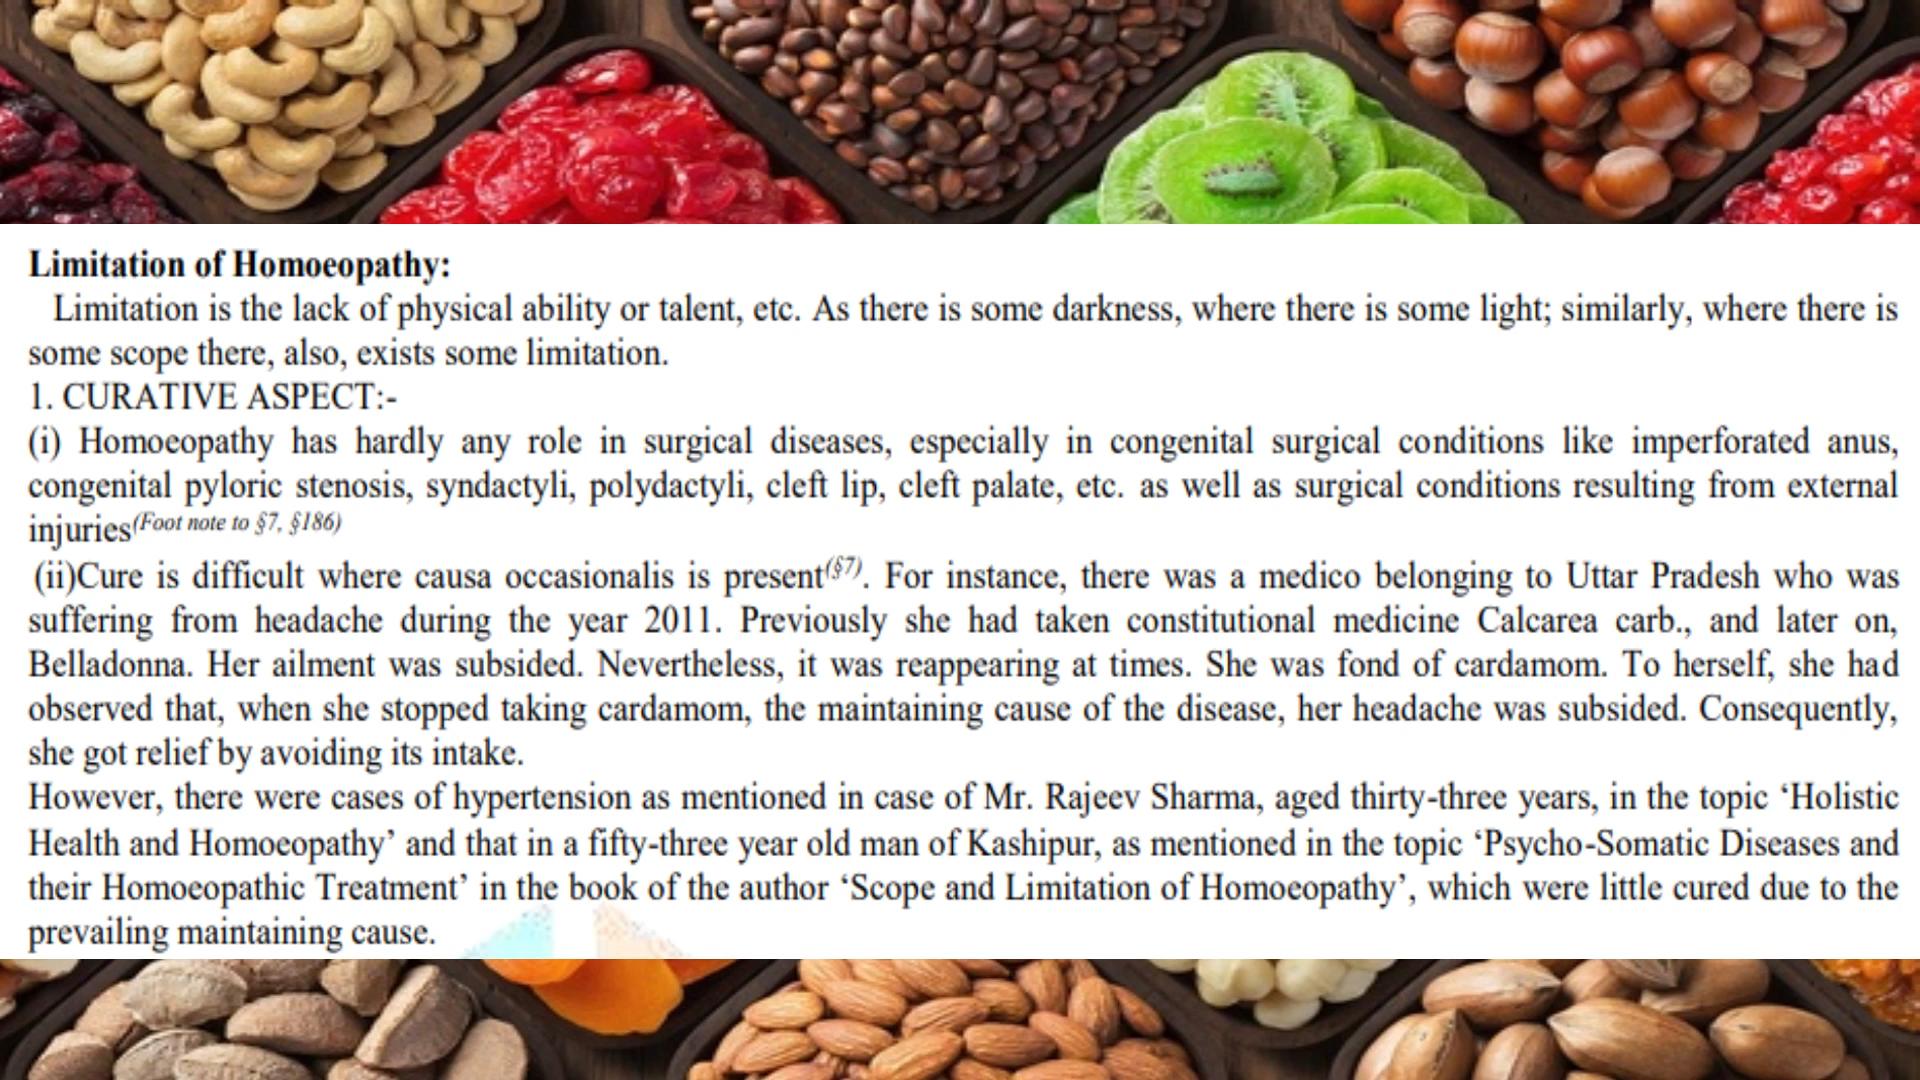 Limitation of Homoeopathy:
Limitation is the lack of physical ability or talent, etc. As there is some darkness, where there is some light; similarly, where there is
some scope there, also, exists some limitation.
1. CURATIVE ASPECT:-
(i) Homoeopathy has hardly any role in surgical diseases, especially in congenital surgical conditions like imperforated anus,
congenital pyloric stenosis, syndactyli, polydactyli, cleft lip, cleft palate, etc. as well as surgical conditions resulting from external
injuries(Foot note to §7, §186)
(ii)Cure is difficult where causa occasionalis is present(§7). For instance, there was a medico belonging to Uttar Pradesh who was
suffering from headache during the year 2011. Previously she had taken constitutional medicine Calcarea carb., and later on,
Belladonna. Her ailment was subsided. Nevertheless, it was reappearing at times. She was fond of cardamom. To herself, she had
observed that, when she stopped taking cardamom, the maintaining cause of the disease, her headache was subsided. Consequently,
she got relief by avoiding its intake.
However, there were cases of hypertension as mentioned in case of Mr. Rajeev Sharma, aged thirty-three years, in the topic ‘Holistic
Health and Homoeopathy’ and that in a fifty-three year old man of Kashipur, as mentioned in the topic ‘Psycho-Somatic Diseases and
their Homoeopathic Treatment’ in the book of the author ‘Scope and Limitation of Homoeopathy’, which were little cured due to the
prevailing maintaining cause.